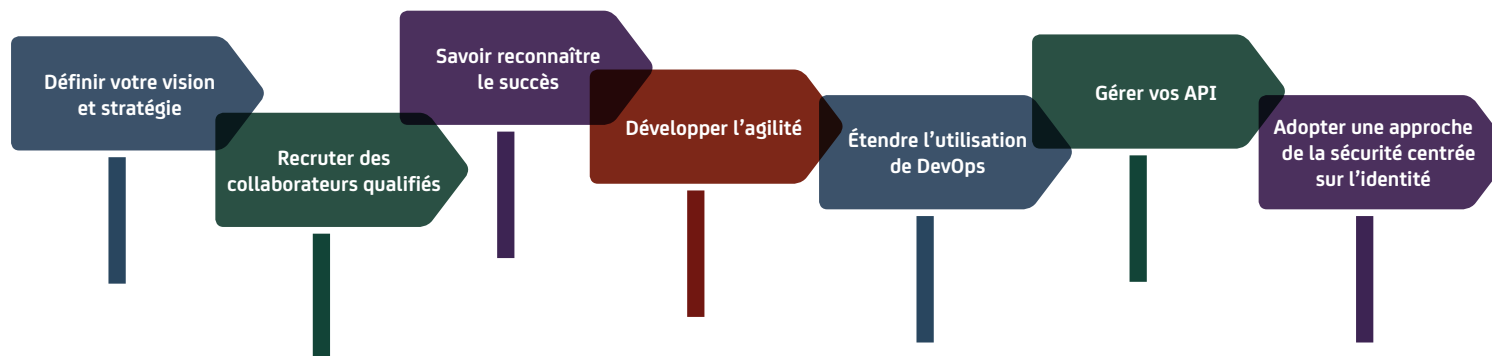 Définir votre vision
et stratégie
Recruter des
collaborateurs qualifiés
Savoir reconnaître
le succès
Développer l’agilité
Étendre l’utilisation
de DevOps
Gérer vos API
Adopter une approche
de la sécurité centrée
sur l’identité